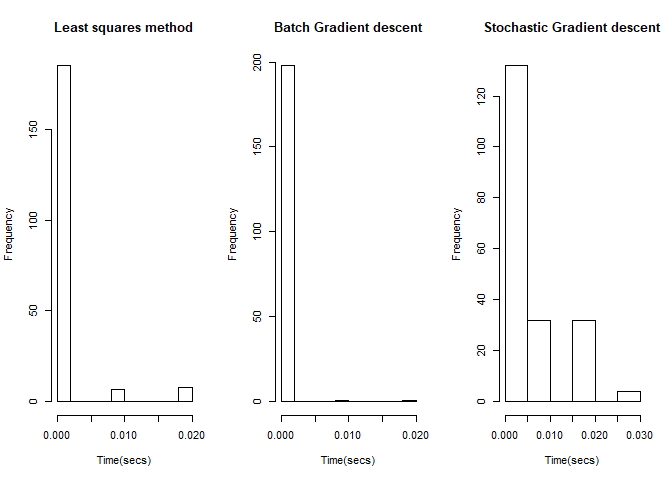 Least squares method
Frequency
150
100
50
0
0.000 0.010 0.020
Time(secs)
Batch Gradient descent
Frequency
200
150
100
50
0
0.000 0.010 0.020
Time(secs)
Stochastic Gradient descent
Frequency
120
100
80
60
40
20
0
0.000 0.010 0.020 0.030
Time(secs)